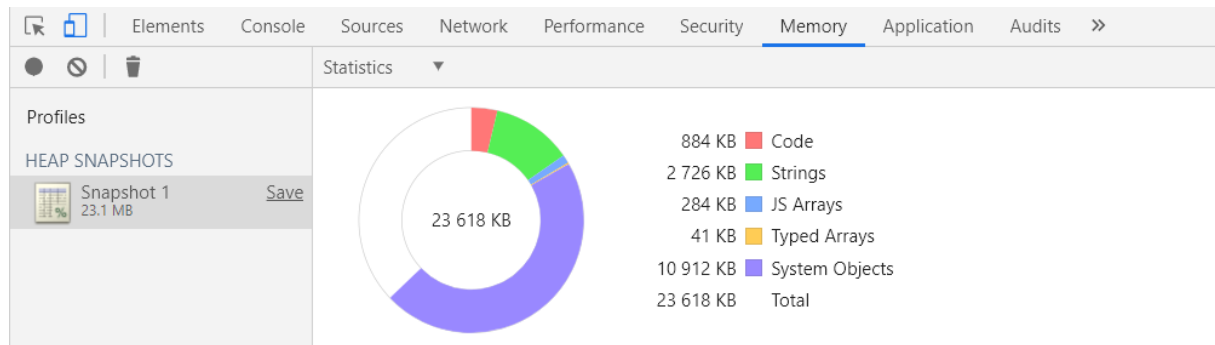 Elements Console Sources Network Performance Security Memory Application Audits »
Statistics ▼
Profiles
HEAP SNAPSHOTS
Snapshot 1 Save
23.1 MB
%
23 618 KB
884 KB Code
2 726 KB Strings
284 KB JS Arrays
41 KB Typed Arrays
10 912 KB System Objects
23 618 KB Total